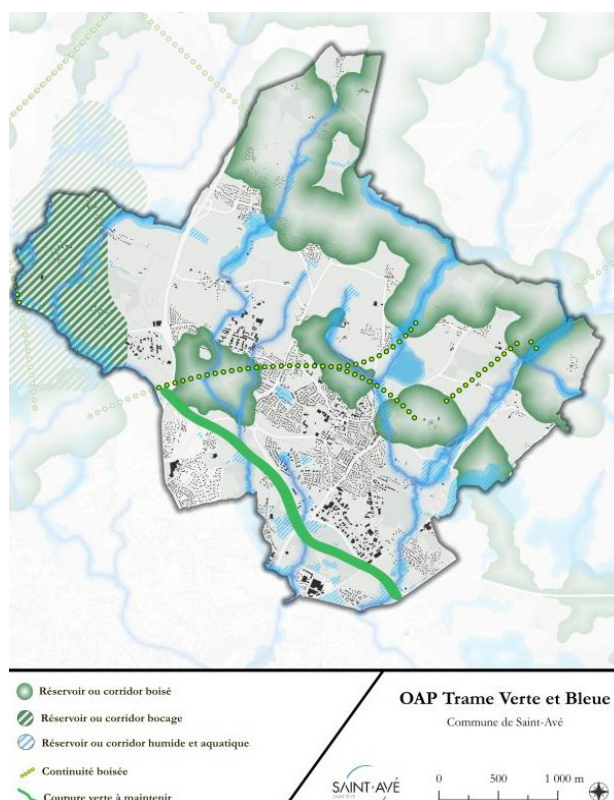 Réservoir ou corridor boisé
Réservoir ou corridor bocage
Réservoir ou corridor humide et aquatique
Continuité boisée
Coupure verte à maintenir
OAP Trame Verte et Bleue
Commune de Saint-Avé
SAINT-AVÉ
0 500 1 000 m